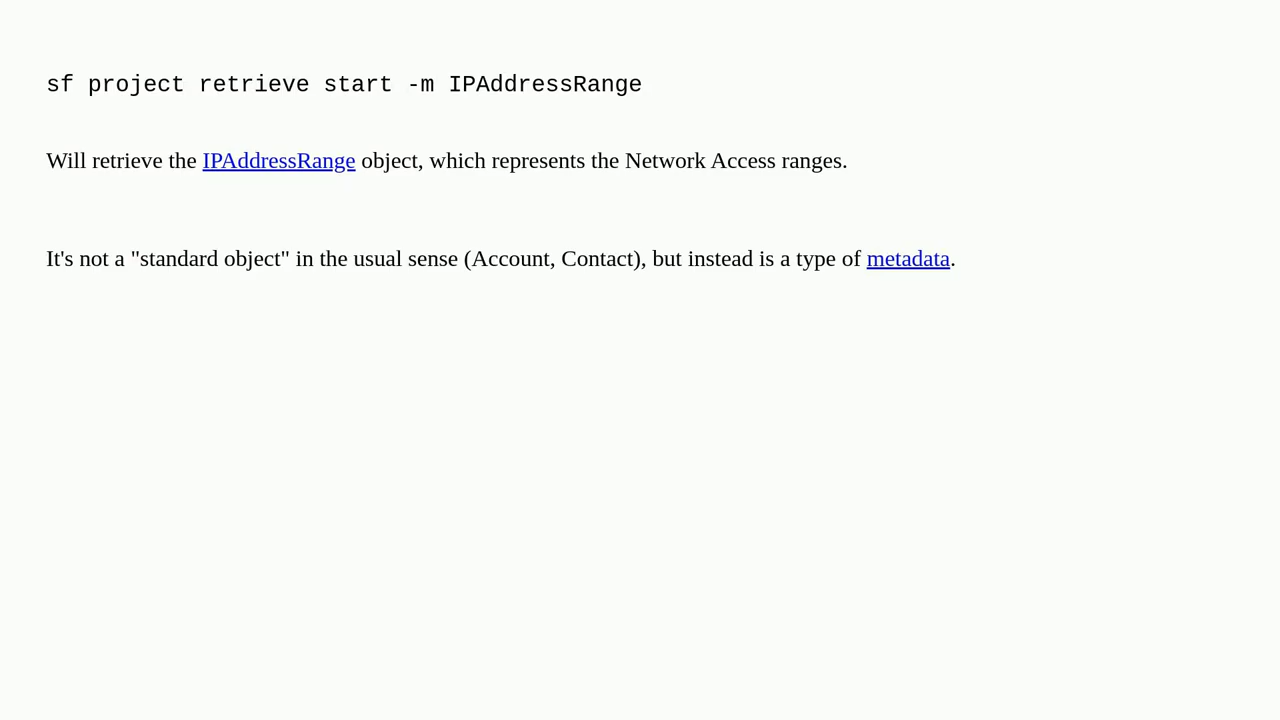 sf project retrieve start -m IPAddressRange
Will retrieve the IPAddressRange object, which represents the Network Access ranges.
It's not a "standard object" in the usual sense (Account, Contact), but instead is a type of metadata.